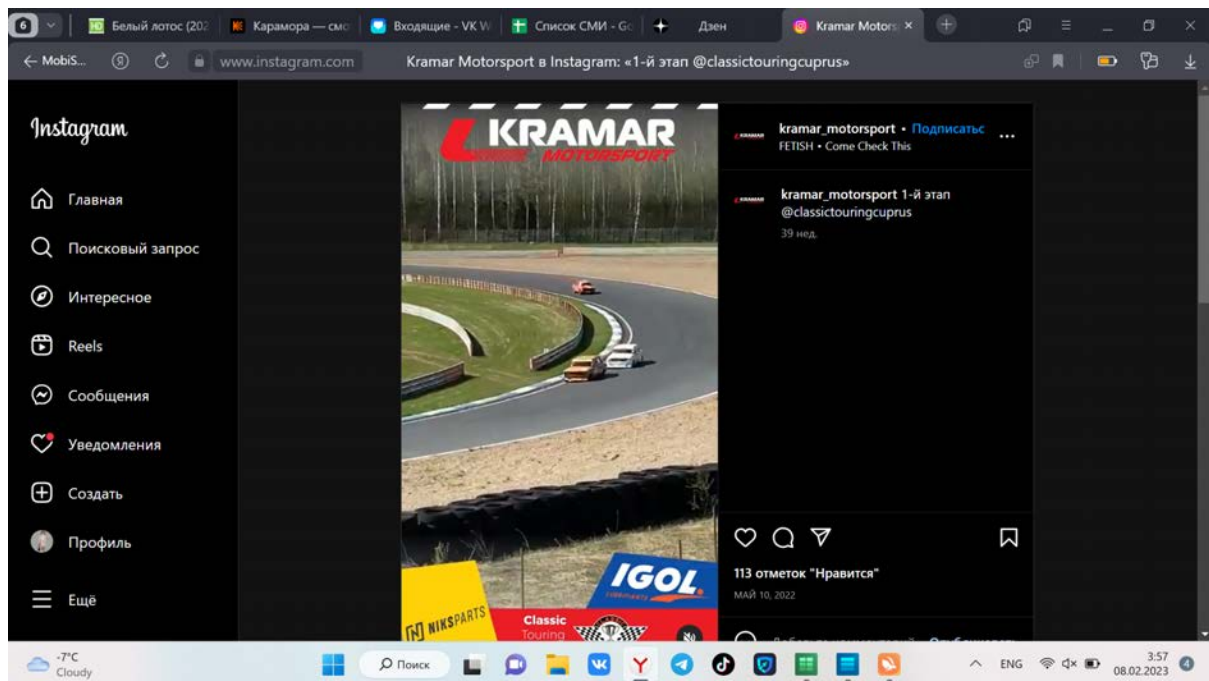 6
HD Белый лотос (202
Карамора — смо
Входящие - VK W
Список СМИ - Go
Дзен
Kramar Motors
← MobiS...
www.instagram.com
Kramar Motorsport в Instagram: «1-й этап @classictouringcuprus»
Instagram
Главная
Поисковый запрос
Интересное
Reels
Сообщения
Уведомления
Создать
Профиль
Ещё
KRAMAR
MOTORSPORT
NIKSPARTS
IGOL
LUBRIFIANTS
Classic
Touring
kramar_motorsport • Подписатьс ...
FETISH • Come Check This
kramar_motorsport 1-й этап
@classictouringcuprus
39 нед.
113 отметок "Нравится"
МАЙ 10, 2022
-7°C
Cloudy
Поиск
ENG
3:57
08.02.2023
4